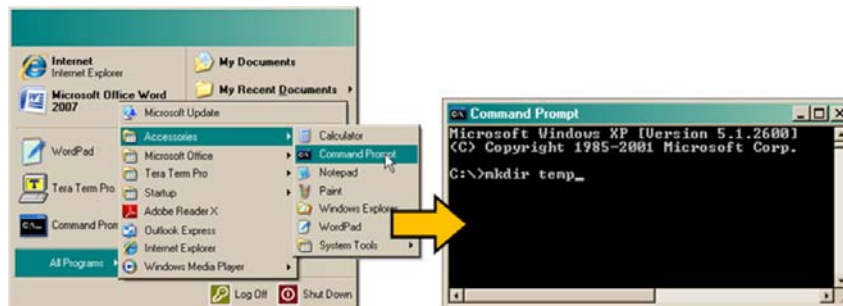 Internet
Internet Explorer
Microsoft Office Word
2007
WordPad
Tera Term Pro
Command Prom
All Programs
My Documents
My Recent Documents
Microsoft Update
Accessories
Microsoft Office
Tera Term Pro
Startup
Adobe Reader X
Outlook Express
Internet Explorer
Windows Media Player
Calculator
Command Prompt
Notepad
Paint
Windows Explorer
WordPad
System Tools
Log Off
Shut Down
Command Prompt
Microsoft Windows XP [Version 5.1.2600]
(C) Copyright 1985-2001 Microsoft Corp.
C:\>mkdir temp_